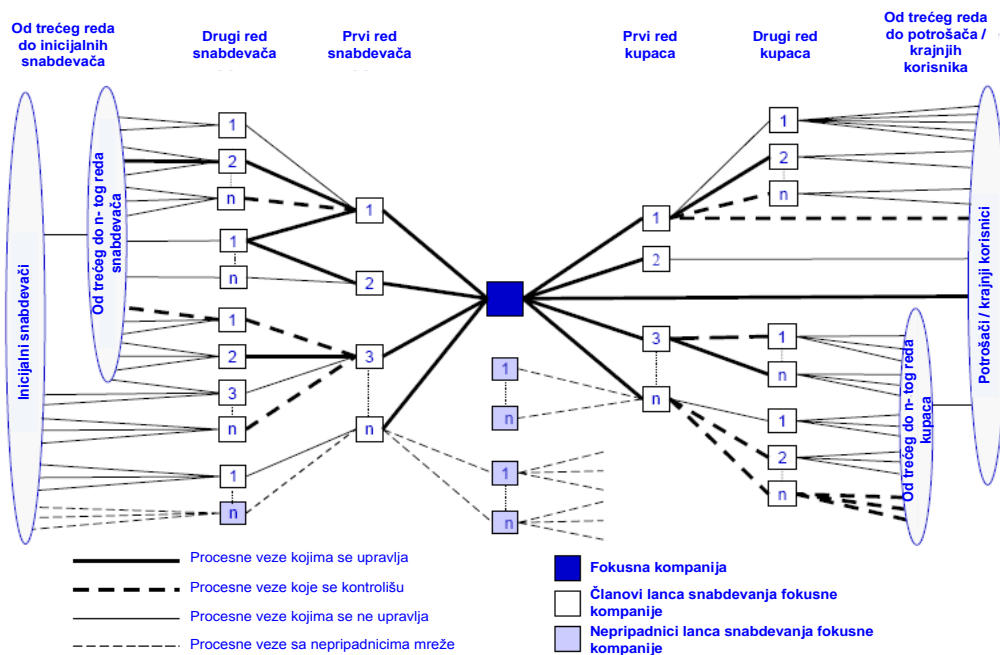 Od trećeg reda
do inicijalnih
snabdevača
Drugi red
snabdevača
Prvi red
snabdevača
Prvi red
kupaca
Drugi red
kupaca
Od trećeg reda
do potrošača /
krajnjih
korisnika
Inicijalni snabdevači
Od trećeg do n- tog reda
snabdevača
1
2
n
1
n
1
2
3
n
1
n
1
2
3
n
1
n
1
n
1
2
3
n
1
2
n
1
n
1
2
n
Od trećeg do n- tog reda
kupaca
Potrošači / krajnji korisnici
Procesne veze kojima se upravlja
Procesne veze koje se kontrolišu
Procesne veze kojima se ne upravlja
Procesne veze sa nepripadnicima mreže
Fokusna kompanija
Članovi lanca snabdevanja fokusne
kompanije
Nepripadnici lanca snabdevanja fokusne
kompanije